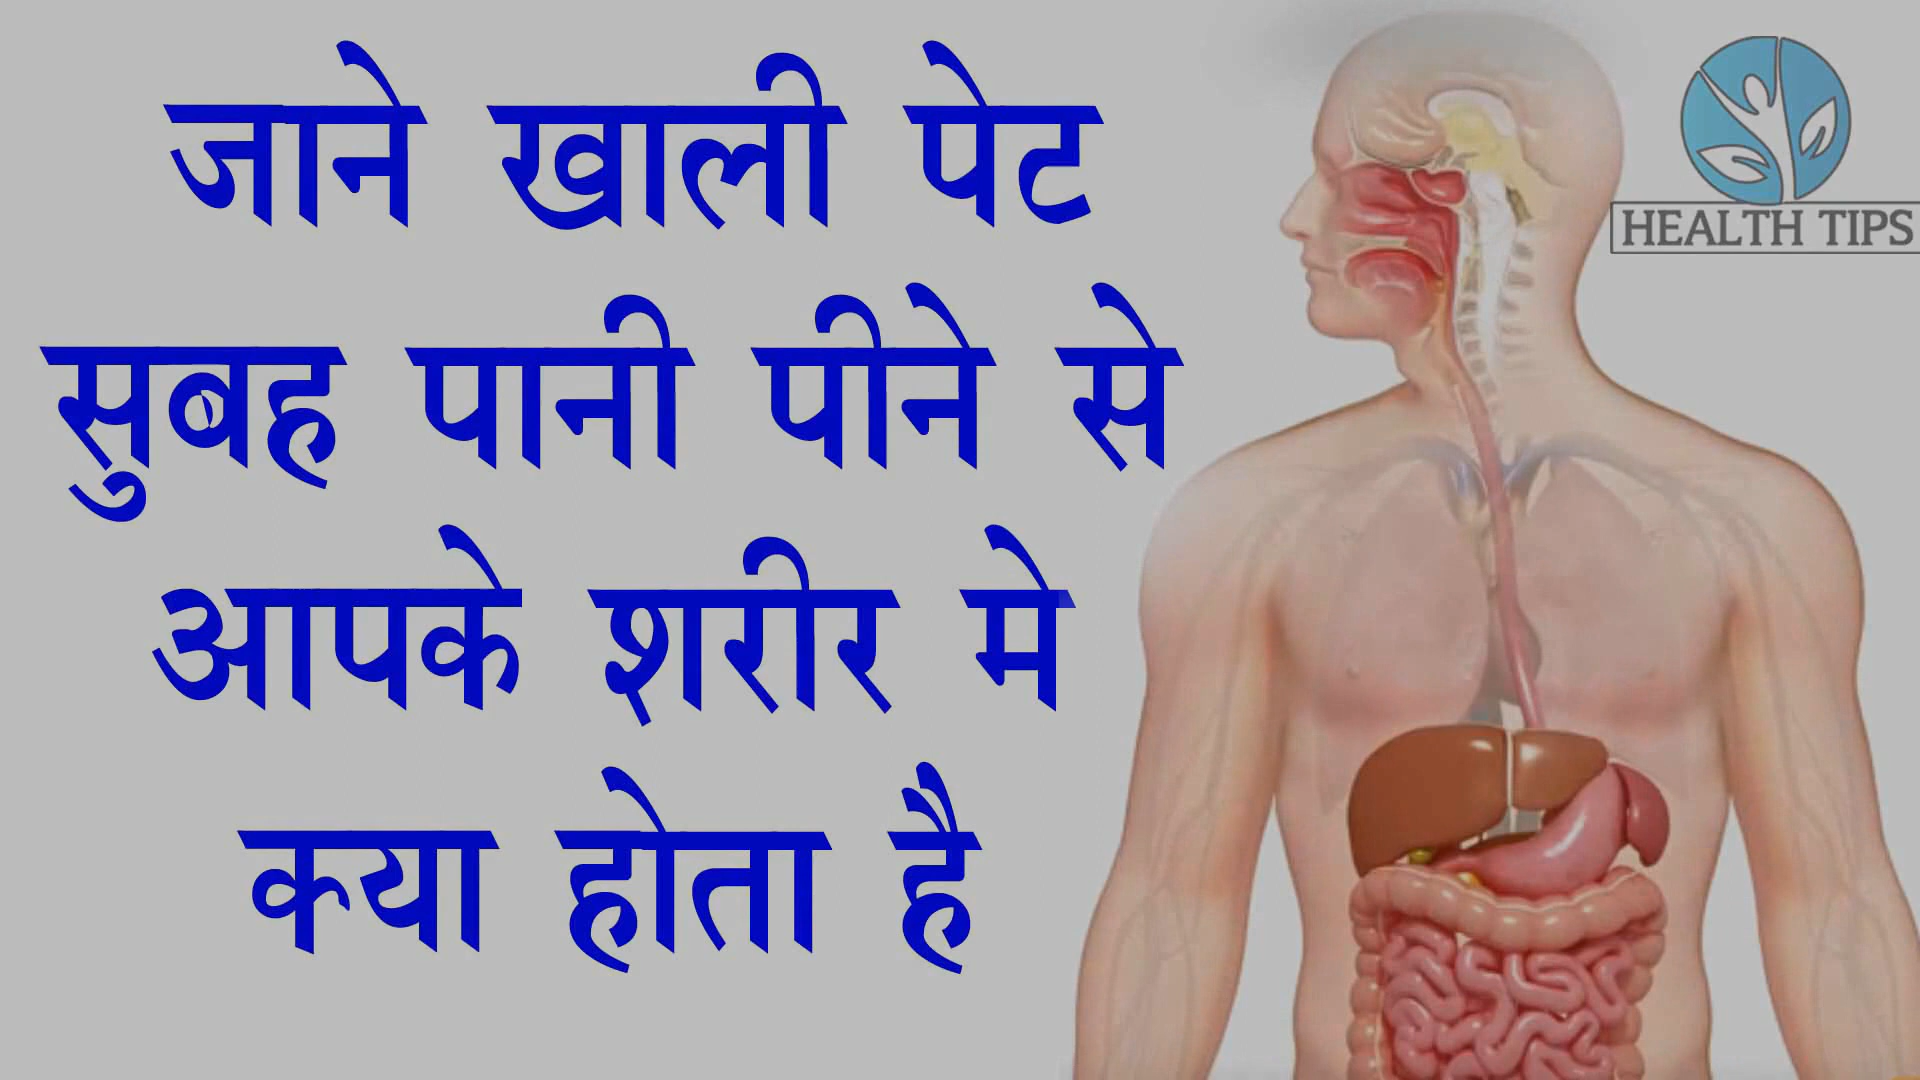 जाने खाली पेट
सुबह पानी पीने से
आपके शरीर मे
क्या होता है
HEALTH TIPS